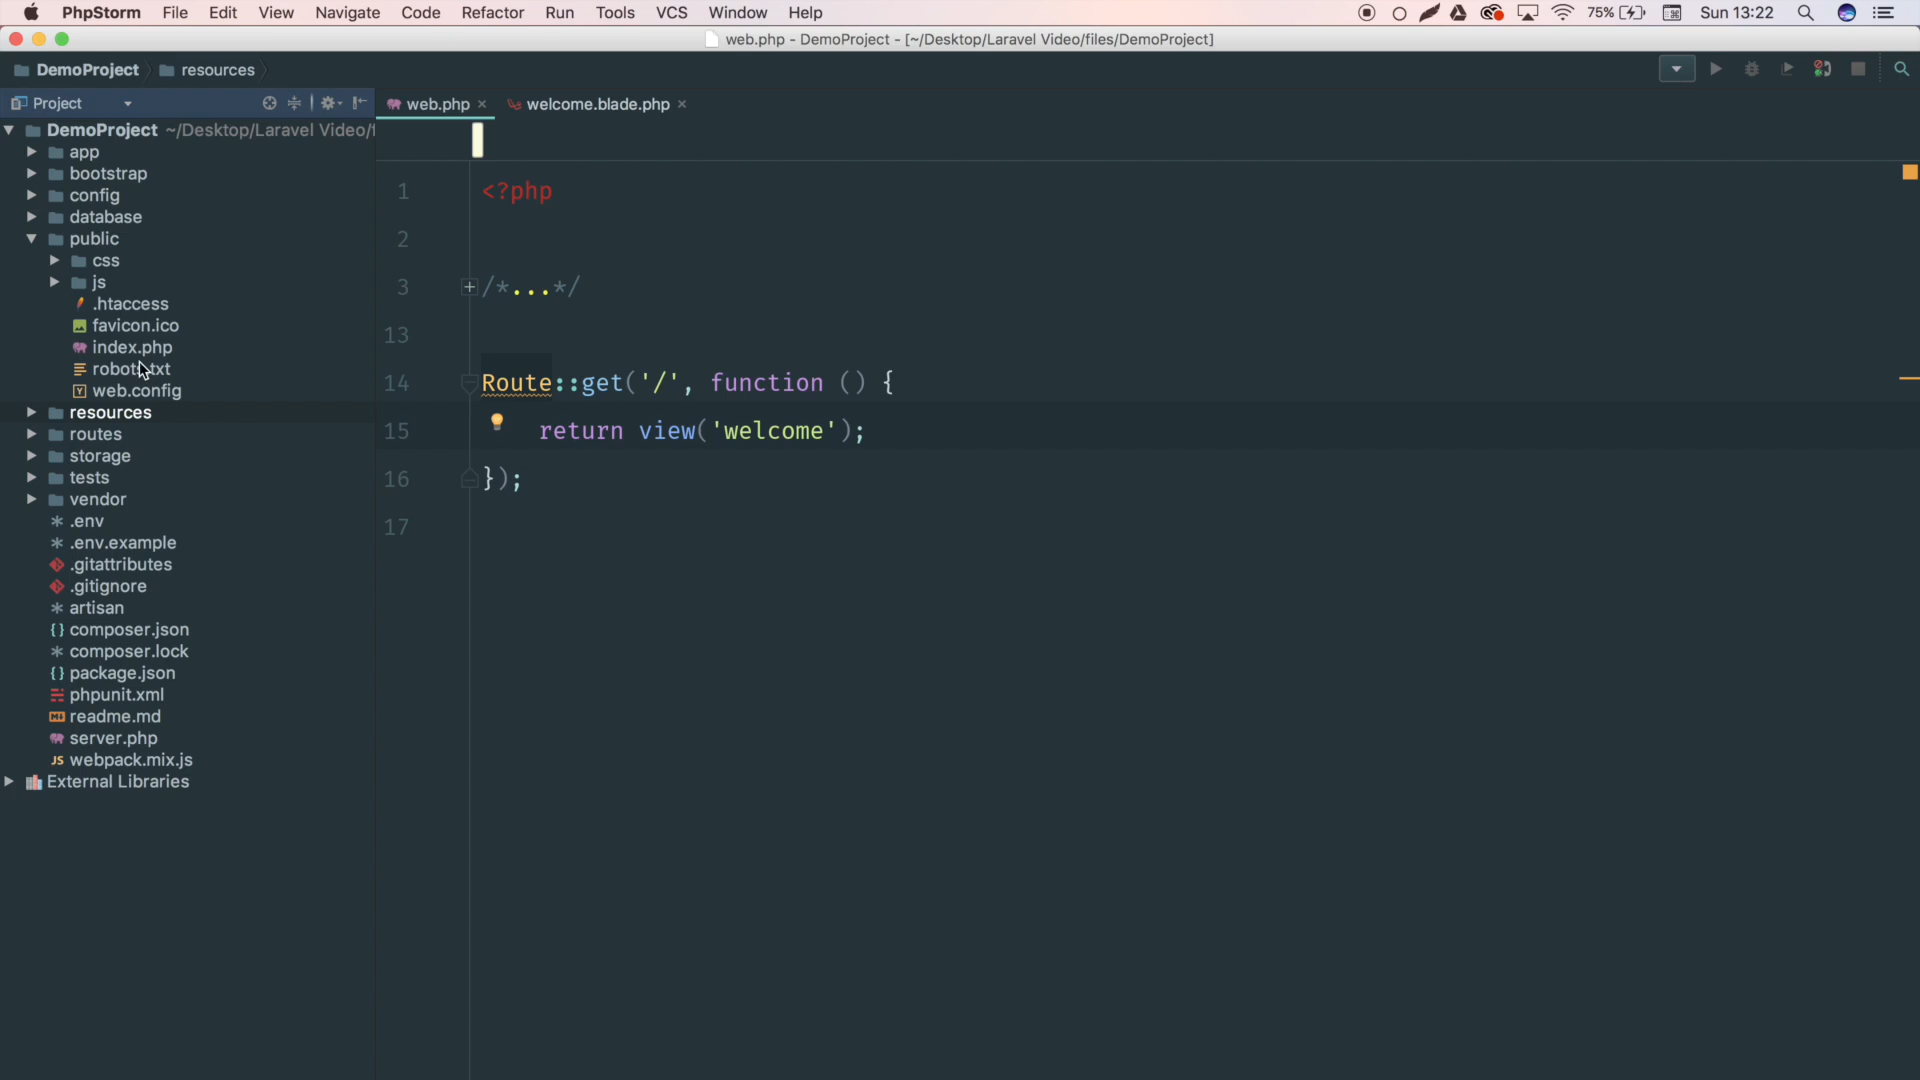 PhpStorm File Edit View Navigate Code Refactor Run Tools VCS Window Help 75% Sun 13:22
web.php - DemoProject - [~/Desktop/Laravel Video/files/DemoProject]
DemoProject resources
Project
web.php welcome.blade.php
DemoProject ~/Desktop/Laravel Video/f
app
bootstrap
config
database
public
css
js
.htaccess
favicon.ico
index.php
robots.txt
web.config
resources
routes
storage
tests
vendor
.env
.env.example
.gitattributes
.gitignore
artisan
composer.json
composer.lock
package.json
phpunit.xml
readme.md
server.php
JS webpack.mix.js
External Libraries
1 <?php
2
3 /*...*/
13
14 Route::get('/', function () {
15 return view('welcome');
16 });
17